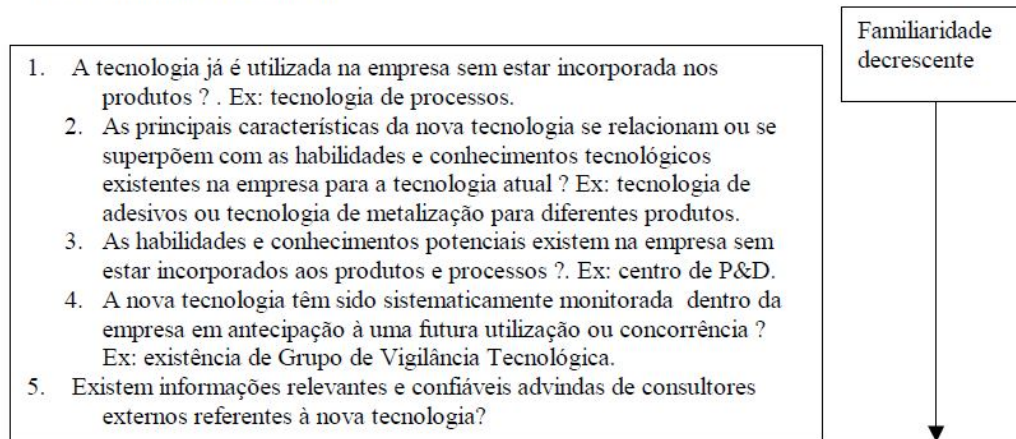 Familiaridade
decrescente
1. A tecnologia já é utilizada na empresa sem estar incorporada nos
produtos ? . Ex: tecnologia de processos.
2. As principais características da nova tecnologia se relacionam ou se
superpõem com as habilidades e conhecimentos tecnológicos
existentes na empresa para a tecnologia atual ? Ex: tecnologia de
adesivos ou tecnologia de metalização para diferentes produtos.
3. As habilidades e conhecimentos potenciais existem na empresa sem
estar incorporados aos produtos e processos ?. Ex: centro de P&D.
4. A nova tecnologia têm sido sistematicamente monitorada dentro da
empresa em antecipação à uma futura utilização ou concorrência ?
Ex: existência de Grupo de Vigilância Tecnológica.
5. Existem informações relevantes e confiáveis advindas de consultores
externos referentes à nova tecnologia?